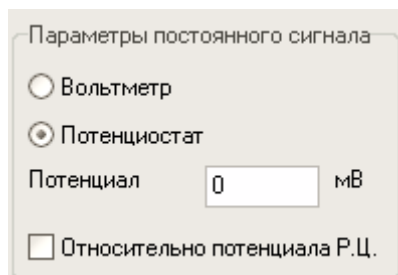 Параметры постоянного сигнала
Вольтметр
Потенциостат
Потенциал 0 мВ
Относительно потенциала Р.Ц.